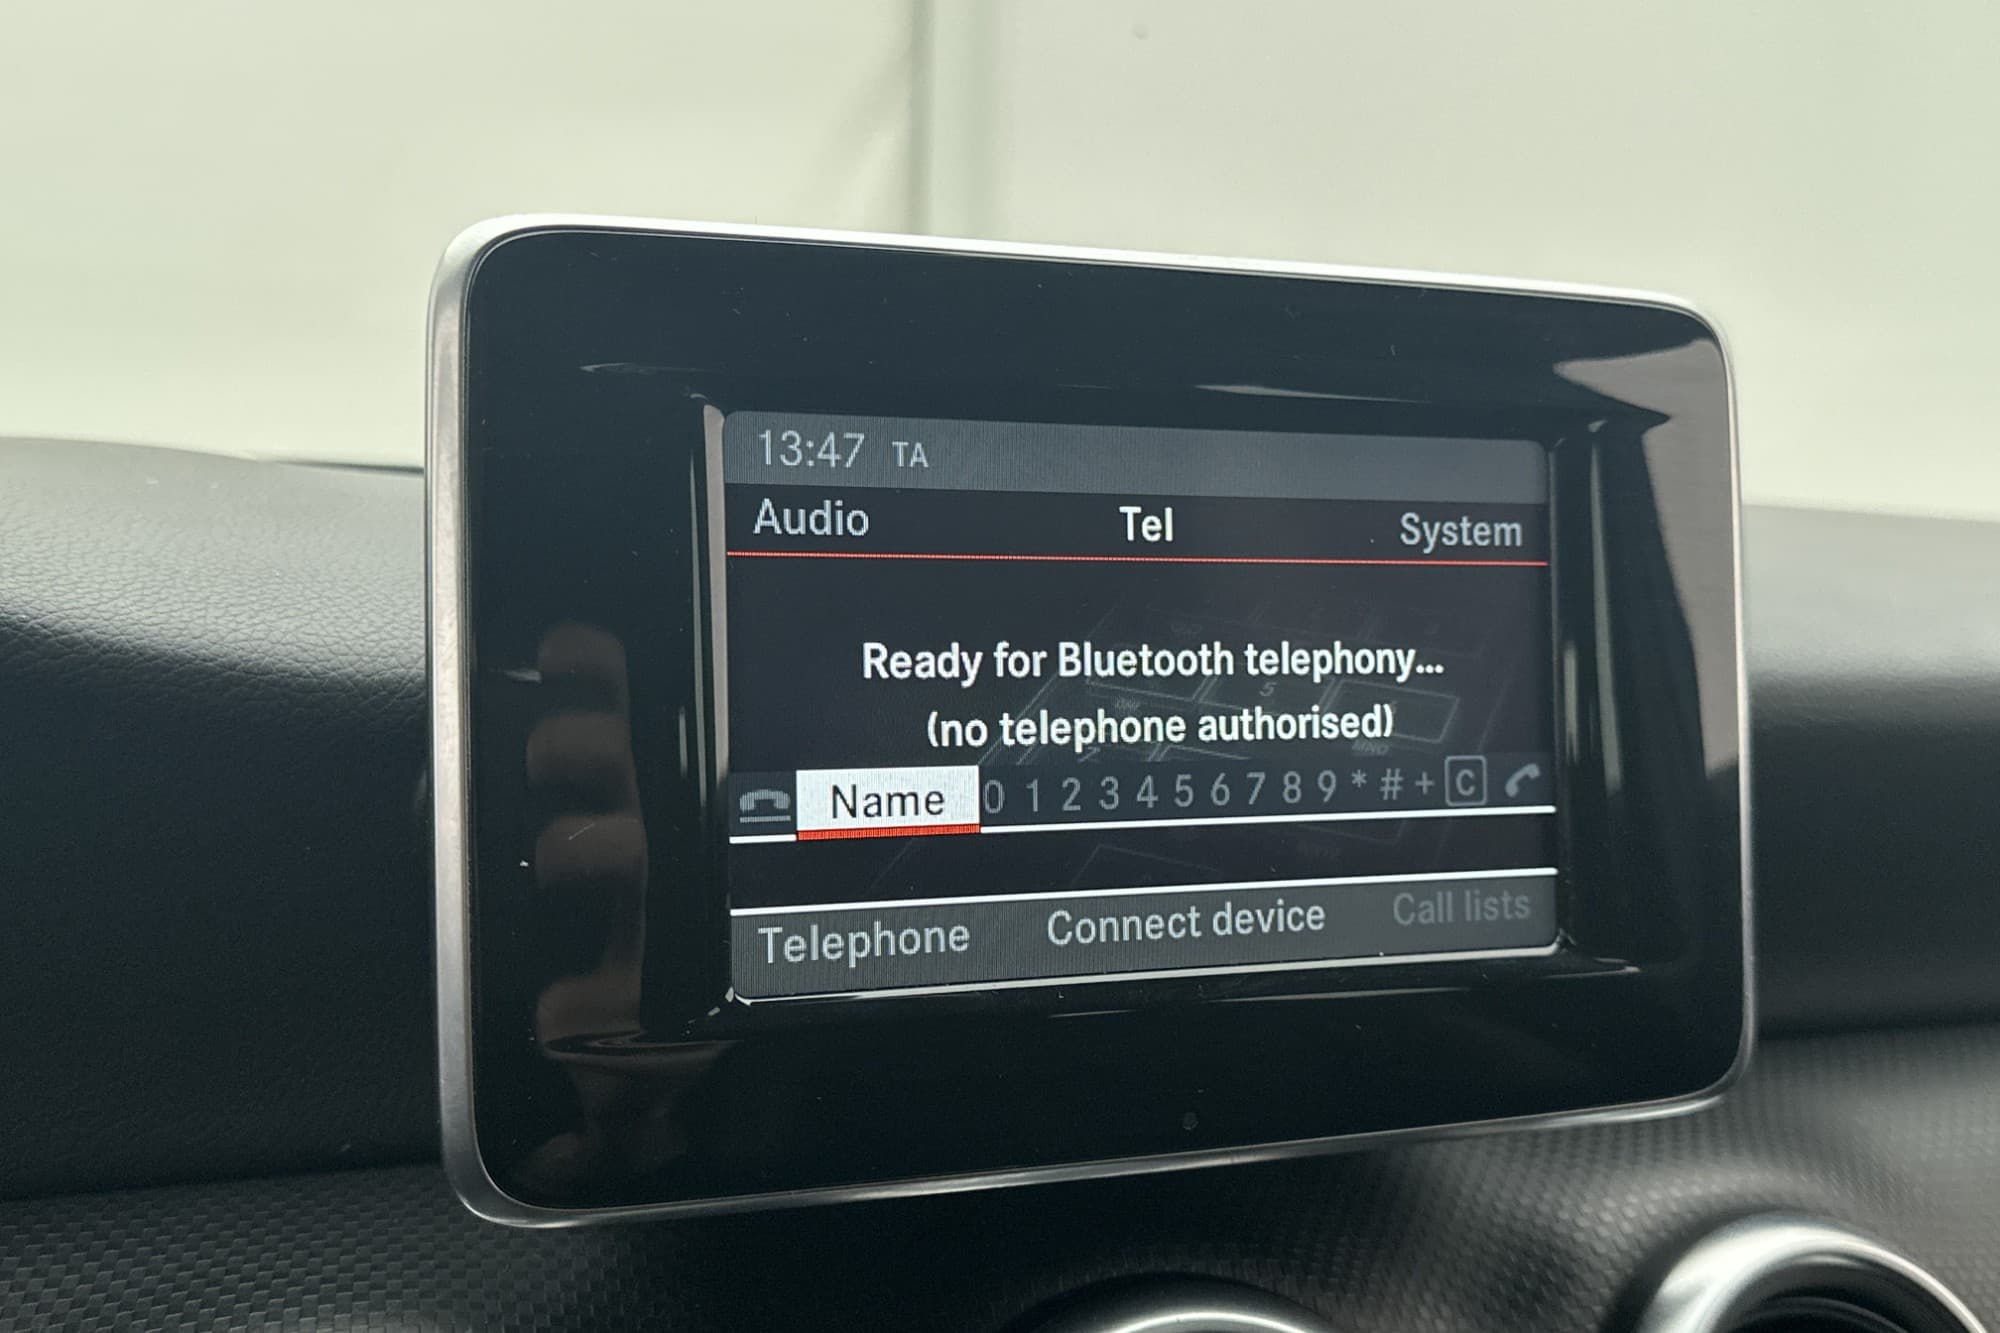 13:47 TA
Audio Tel System
Ready for Bluetooth telephony...
(no telephone authorised)
Name 0 1 2 3 4 5 6 7 8 9 * # + C
Telephone Connect device Call lists